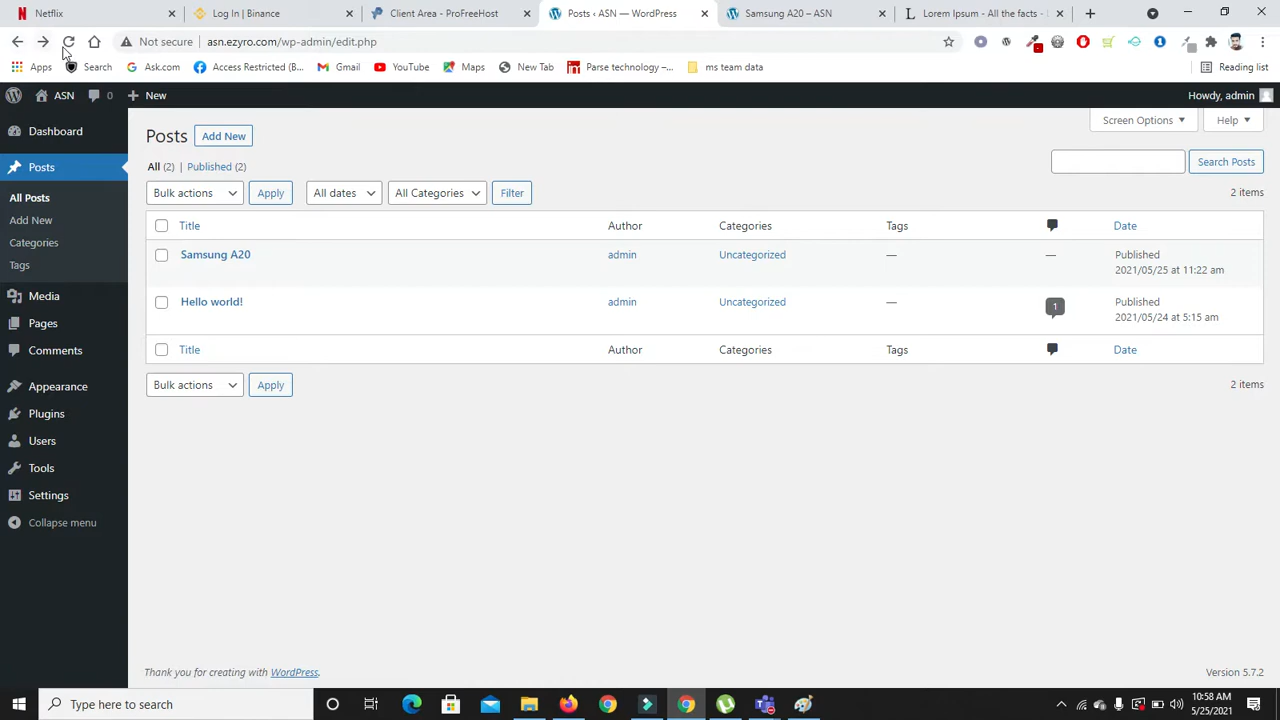 Netflix
Log In | Binance
Client Area - ProFreeHost
Posts ‹ ASN — WordPress
Samsung A20 – ASN
Lorem Ipsum - All the facts -
Not secure
asn.ezyro.com/wp-admin/edit.php
Apps
Search
Ask.com
Access Restricted (B...
Gmail
YouTube
Maps
New Tab
Parse technology –...
ms team data
Reading list
ASN
0
New
Howdy, admin
Dashboard
Posts
All Posts
Add New
Categories
Tags
Media
Pages
Comments
Appearance
Plugins
Users
Tools
Settings
Collapse menu
Posts
Add New
Screen Options
Help
All (2) | Published (2)
Search Posts
Bulk actions
Apply
All dates
All Categories
Filter
2 items
Title
Author
Categories
Tags
Date
Samsung A20
admin
Uncategorized
—
—
Published
2021/05/25 at 11:22 am
Hello world!
admin
Uncategorized
—
1
Published
2021/05/24 at 5:15 am
Title
Author
Categories
Tags
Date
Bulk actions
Apply
2 items
Thank you for creating with WordPress.
Version 5.7.2
Type here to search
10:58 AM
5/25/2021